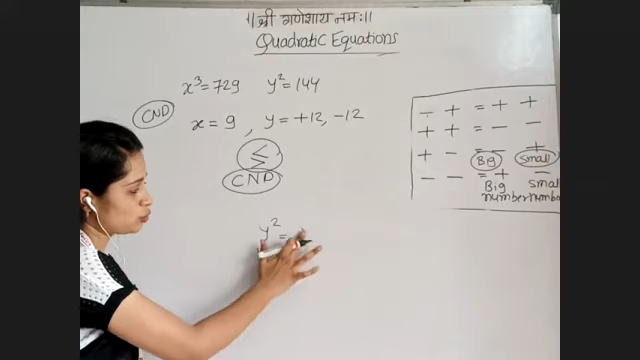 ॥ श्री गणेशाय नमः ॥
Quadratic Equations
x³=729 y²=144
CND
x = 9 , y = +12, -12
< >
CND
y² =
- + = + +
+ + = - -
+ - = - +
Big Small
- - = + -
Big small
number number